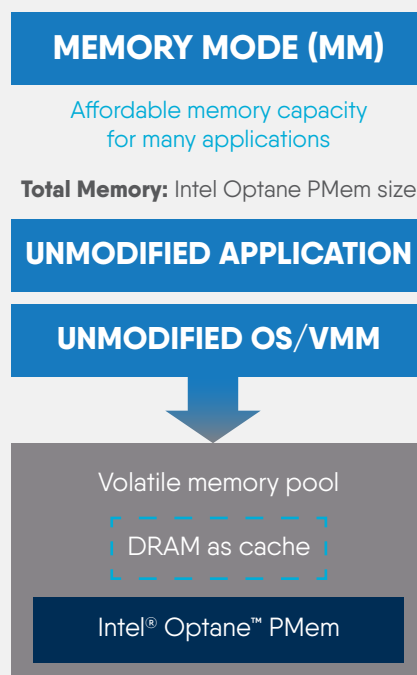 MEMORY MODE (MM)
Affordable memory capacity
for many applications
Total Memory: Intel Optane PMem size
UNMODIFIED APPLICATION
UNMODIFIED OS/VMM
Volatile memory pool
DRAM as cache
Intel® Optane™ PMem